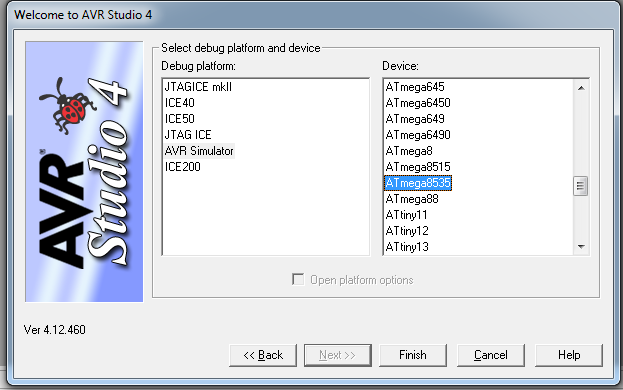 Welcome to AVR Studio 4
Select debug platform and device
Debug platform:
JTAGICE mkII
ICE40
ICE50
JTAG ICE
AVR Simulator
ICE200
Device:
ATmega645
ATmega6450
ATmega649
ATmega6490
ATmega8
ATmega8515
ATmega8535
ATmega88
ATtiny11
ATtiny12
ATtiny13
Open platform options
AVR®
Studio 4
Ver 4.12.460
<< Back
Next >>
Finish
Cancel
Help